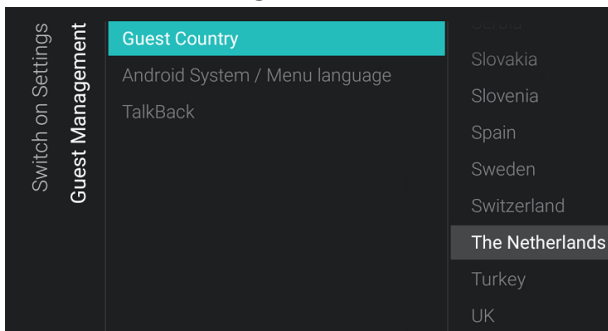 Switch on Settings
Guest Management
Guest Country
Android System / Menu language
TalkBack
Slovakia
Slovenia
Spain
Sweden
Switzerland
The Netherlands
Turkey
UK